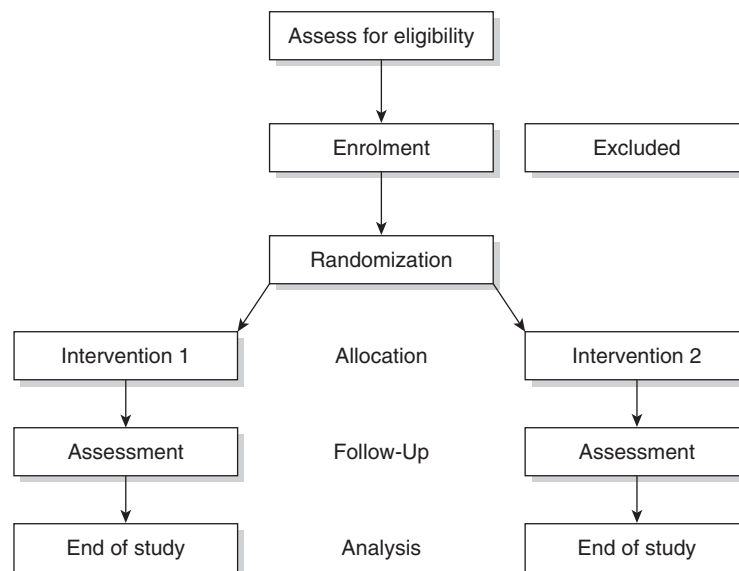 Assess for eligibility
Enrolment
Excluded
Randomization
Intervention 1
Allocation
Intervention 2
Assessment
Follow-Up
Assessment
End of study
Analysis
End of study